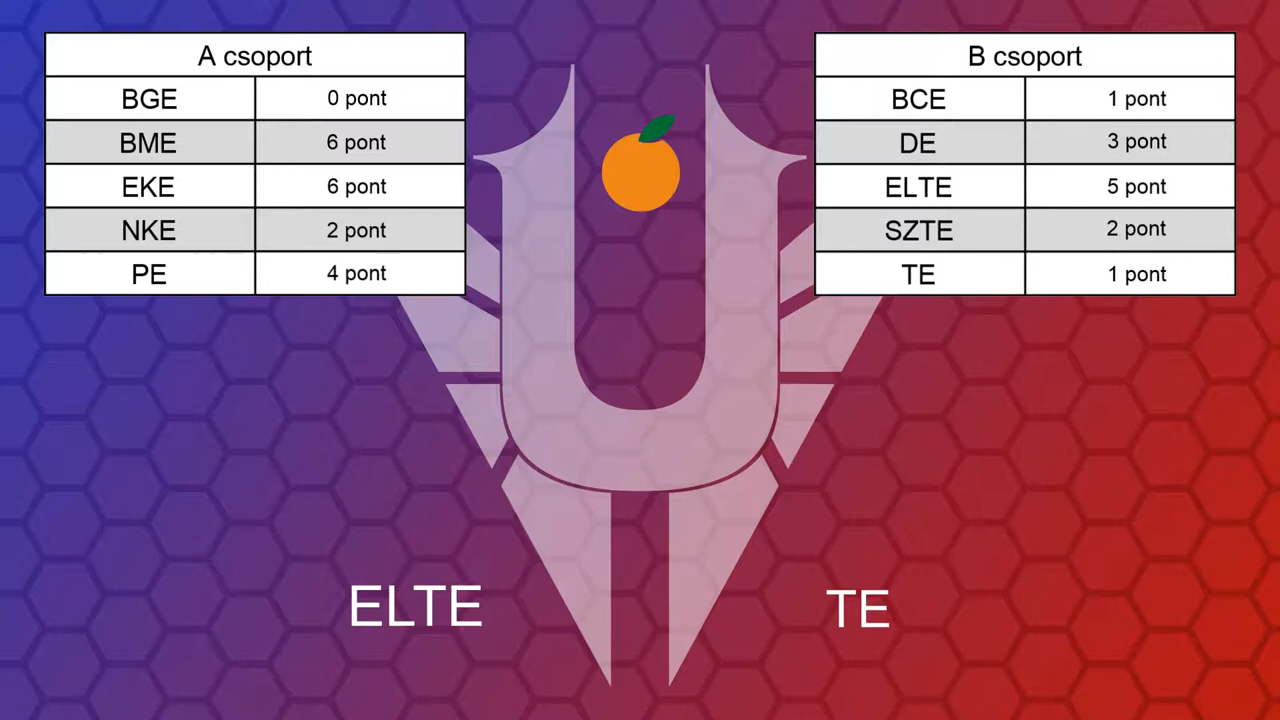 A csoport
BGE 0 pont
BME 6 pont
EKE 6 pont
NKE 2 pont
PE 4 pont
B csoport
BCE 1 pont
DE 3 pont
ELTE 5 pont
SZTE 2 pont
TE 1 pont
U
ELTE
TE